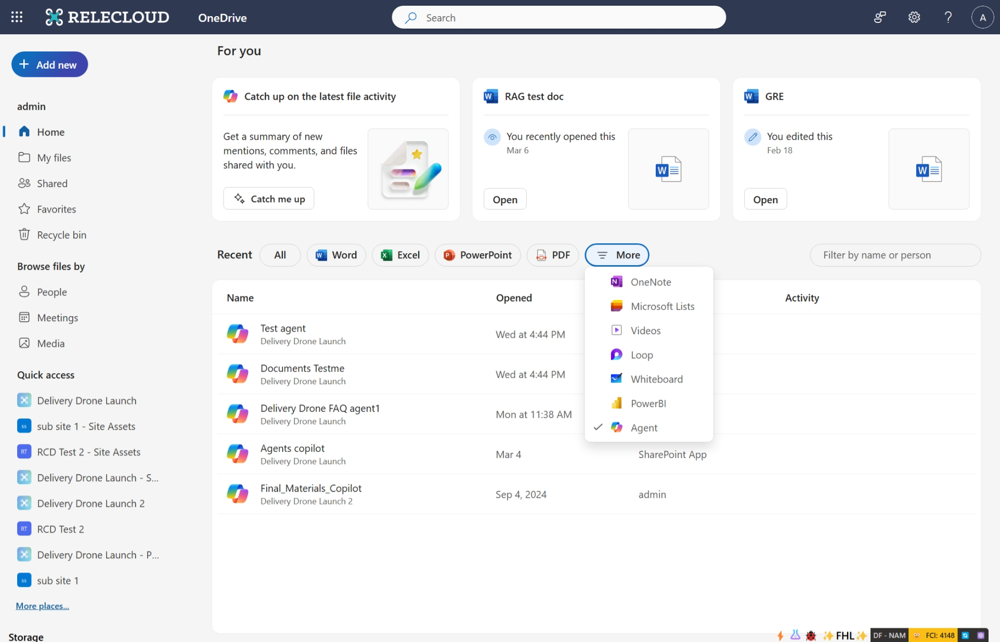 RELECLOUD
OneDrive
Search
A
Add new
admin
Home
My files
Shared
Favorites
Recycle bin
Browse files by
People
Meetings
Media
Quick access
Delivery Drone Launch
ss
sub site 1 - Site Assets
RT
RCD Test 2 - Site Assets
Delivery Drone Launch - S...
Delivery Drone Launch 2
RT
RCD Test 2
Delivery Drone Launch - P...
ss
sub site 1
More places...
Storage
For you
Catch up on the latest file activity
Get a summary of new
mentions, comments, and files
shared with you.
Catch me up
W
RAG test doc
You recently opened this
Mar 6
Open
W
W
GRE
You edited this
Feb 18
Open
W
Recent
All
Word
Excel
PowerPoint
PDF
More
Filter by name or person
Name
Opened
Activity
Test agent
Delivery Drone Launch
Wed at 4:44 PM
Documents Testme
Delivery Drone Launch
Wed at 4:44 PM
Delivery Drone FAQ agent1
Delivery Drone Launch
Mon at 11:38 AM
Agents copilot
Delivery Drone Launch
Mar 4
SharePoint App
Final_Materials_Copilot
Delivery Drone Launch 2
Sep 4, 2024
admin
OneNote
Microsoft Lists
Videos
Loop
Whiteboard
PowerBI
Agent
FHL
DF - NAM
FCI: 4148